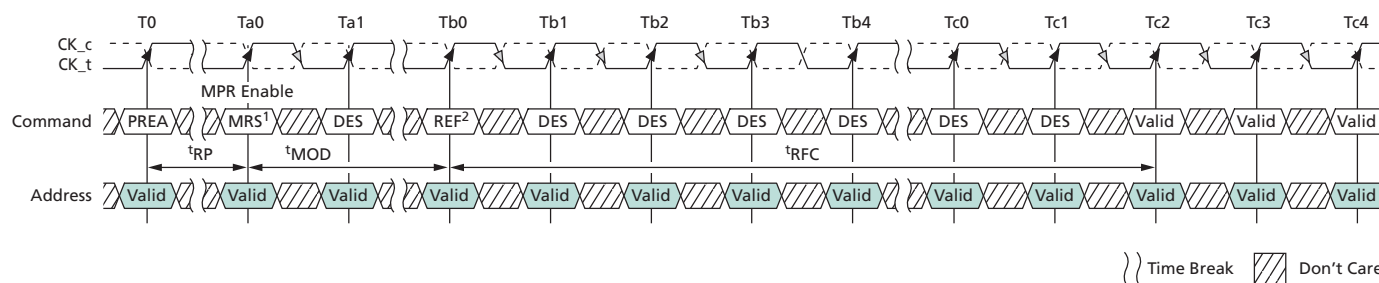 T0 Ta0 Ta1 Tb0 Tb1 Tb2 Tb3 Tb4 Tc0 Tc1 Tc2 Tc3 Tc4
CK_c
CK_t
MPR Enable
Command PREA MRS1 DES REF2 DES DES DES DES DES DES Valid Valid Valid
tRP tMOD tRFC
Address Valid Valid Valid Valid Valid Valid Valid Valid Valid Valid Valid Valid Valid
Time Break Don't Care